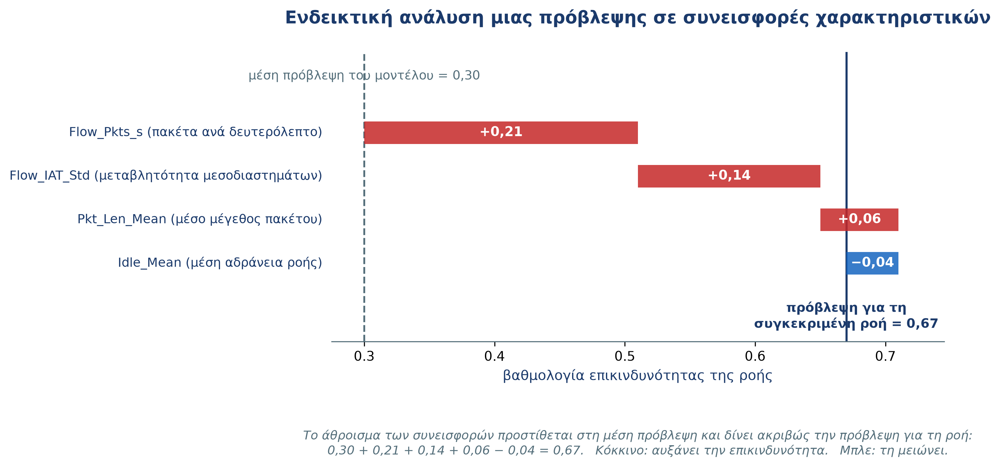 Ενδεικτική ανάλυση μιας πρόβλεψης σε συνεισφορές χαρακτηριστικών
μέση πρόβλεψη του μοντέλου = 0,30
Flow_Pkts_s (πακέτα ανά δευτερόλεπτο)
+0,21
Flow_IAT_Std (μεταβλητότητα μεσοδιαστημάτων)
+0,14
Pkt_Len_Mean (μέσο μέγεθος πακέτου)
+0,06
Idle_Mean (μέση αδράνεια ροής)
−0,04
πρόβλεψη για τη
συγκεκριμένη ροή = 0,67
0.3 0.4 0.5 0.6 0.7
βαθμολογία επικινδυνότητας της ροής
Το άθροισμα των συνεισφορών προστίθεται στη μέση πρόβλεψη και δίνει ακριβώς την πρόβλεψη για τη ροή:
0,30 + 0,21 + 0,14 + 0,06 − 0,04 = 0,67. Κόκκινο: αυξάνει την επικινδυνότητα. Μπλε: τη μειώνει.